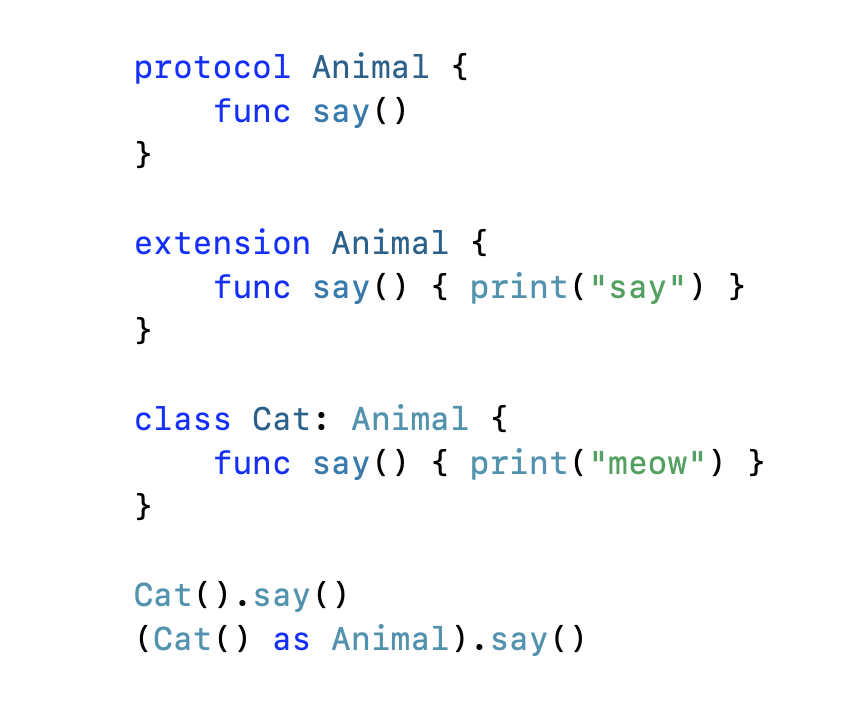 protocol Animal {
    func say()
}
extension Animal {
    func say() { print("say") }
}
class Cat: Animal {
    func say() { print("meow") }
}
Cat().say()
(Cat() as Animal).say()